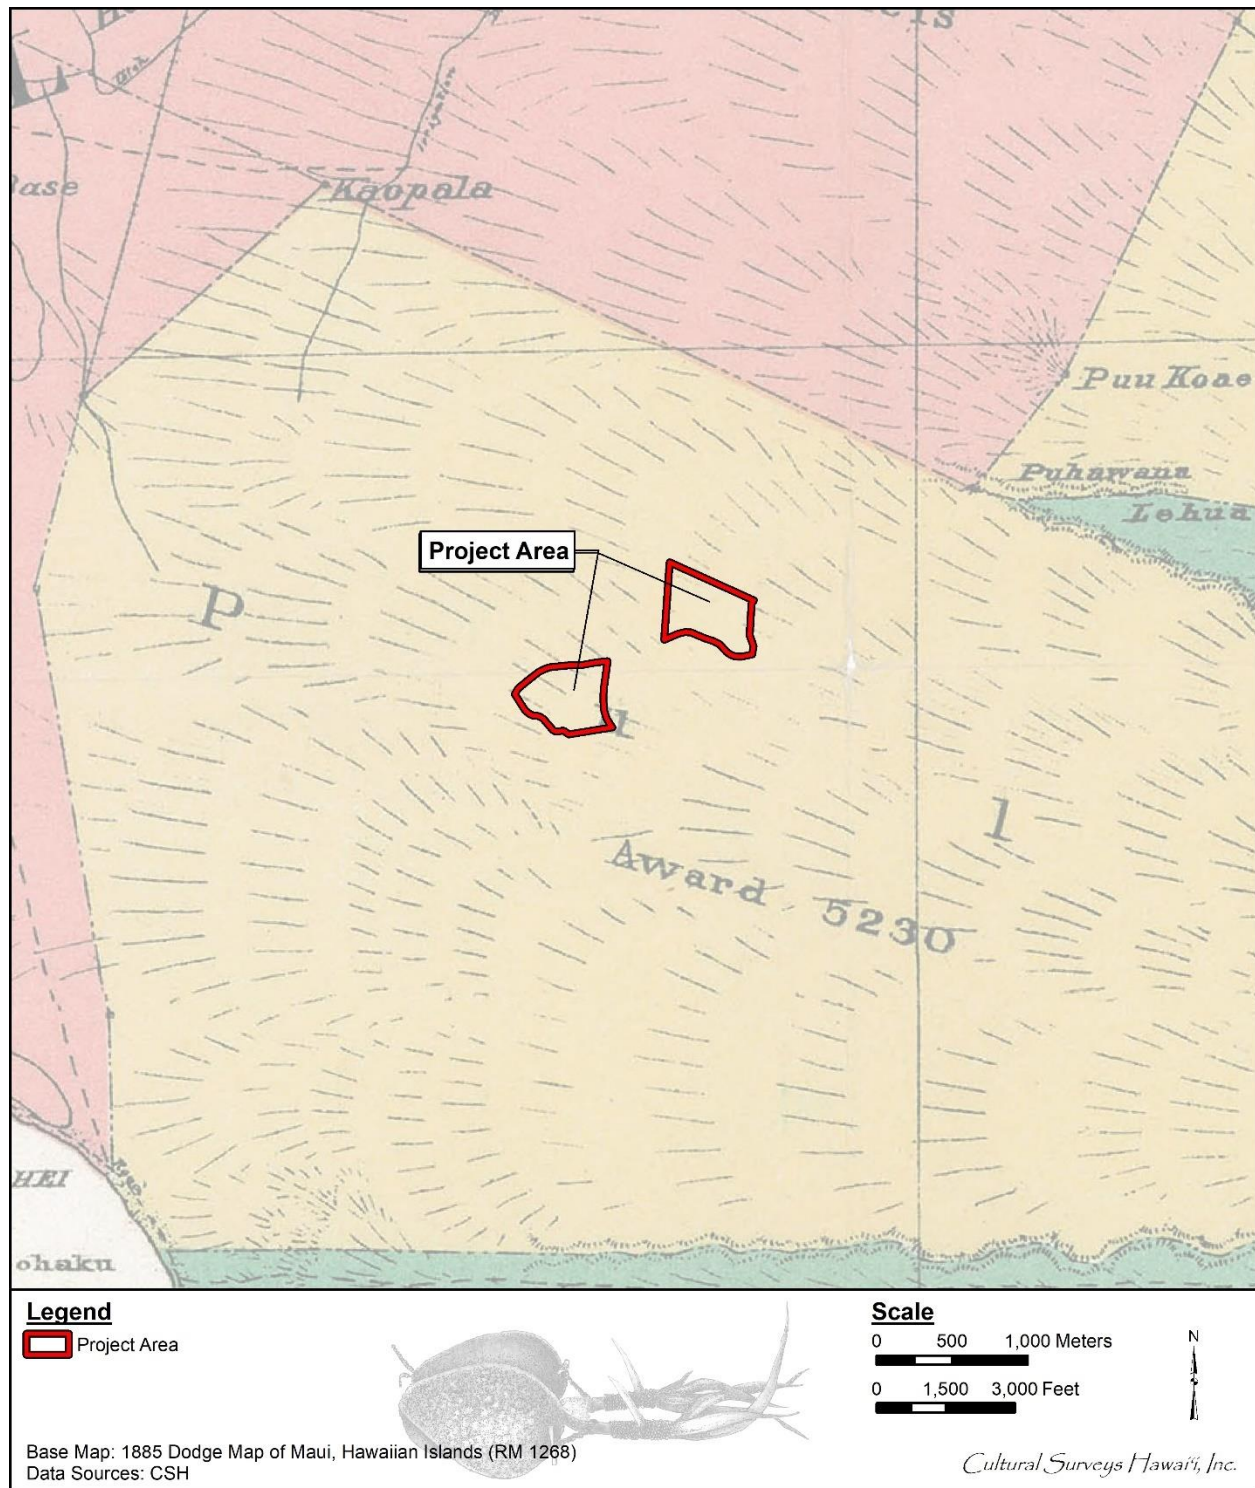 Kaopala
Base
Puu Koae
Puhawana
Lehua
Project Area
P
u
l
Award 5230
HEI
ohaku
Legend
Project Area
Scale
0 500 1,000 Meters
0 1,500 3,000 Feet
N
Base Map: 1885 Dodge Map of Maui, Hawaiian Islands (RM 1268)
Data Sources: CSH
Cultural Surveys Hawaiʻi, Inc.